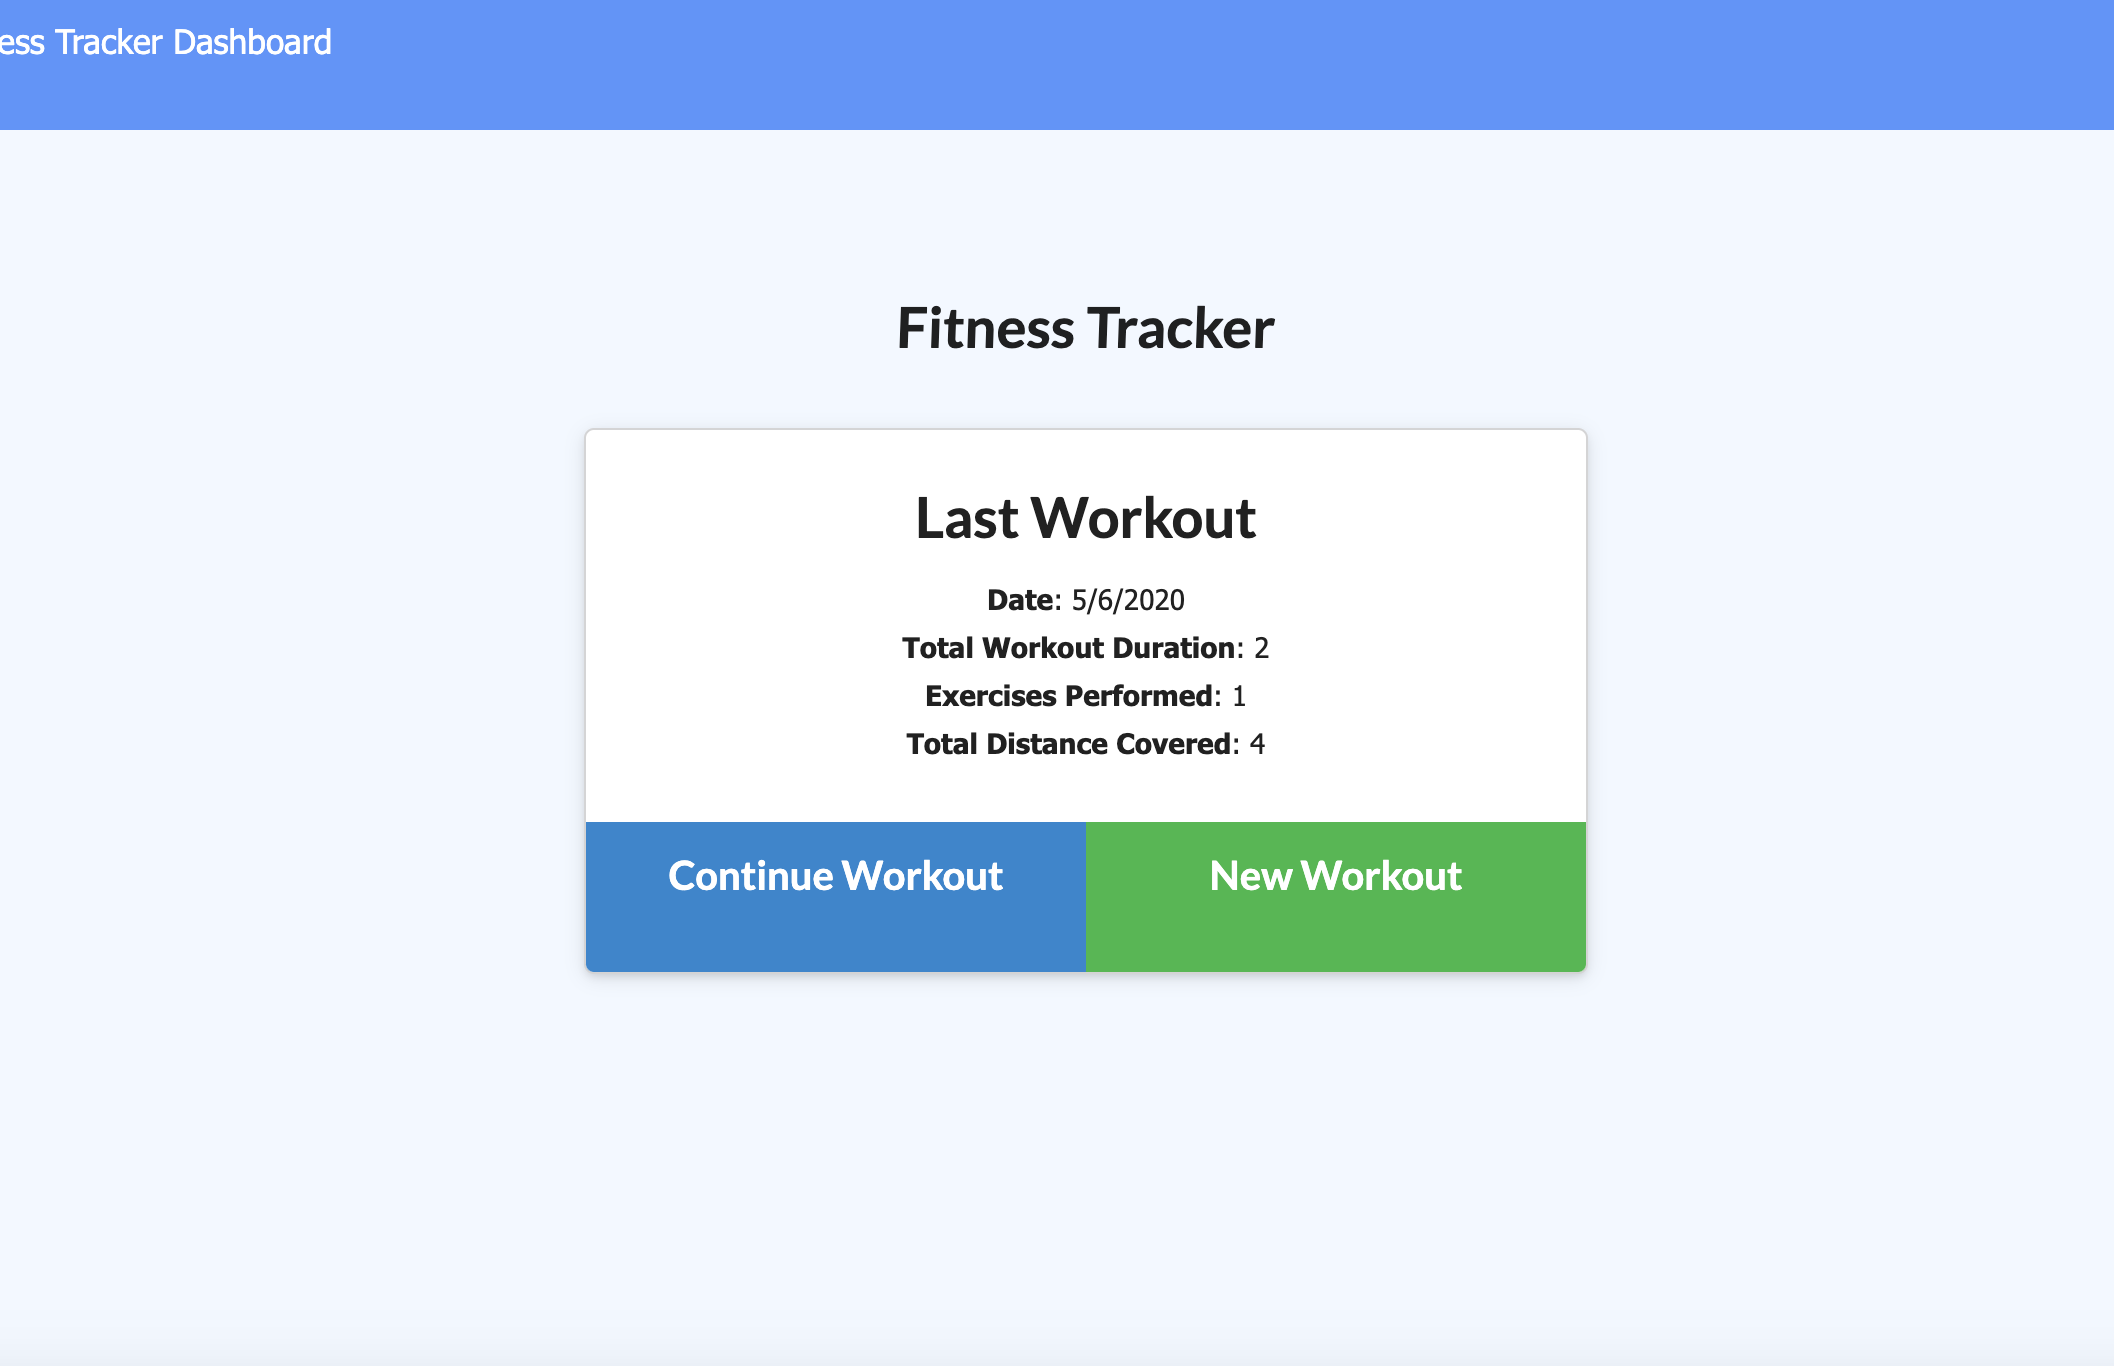 ess Tracker Dashboard
Fitness Tracker
Last Workout
Date: 5/6/2020
Total Workout Duration: 2
Exercises Performed: 1
Total Distance Covered: 4
Continue Workout
New Workout